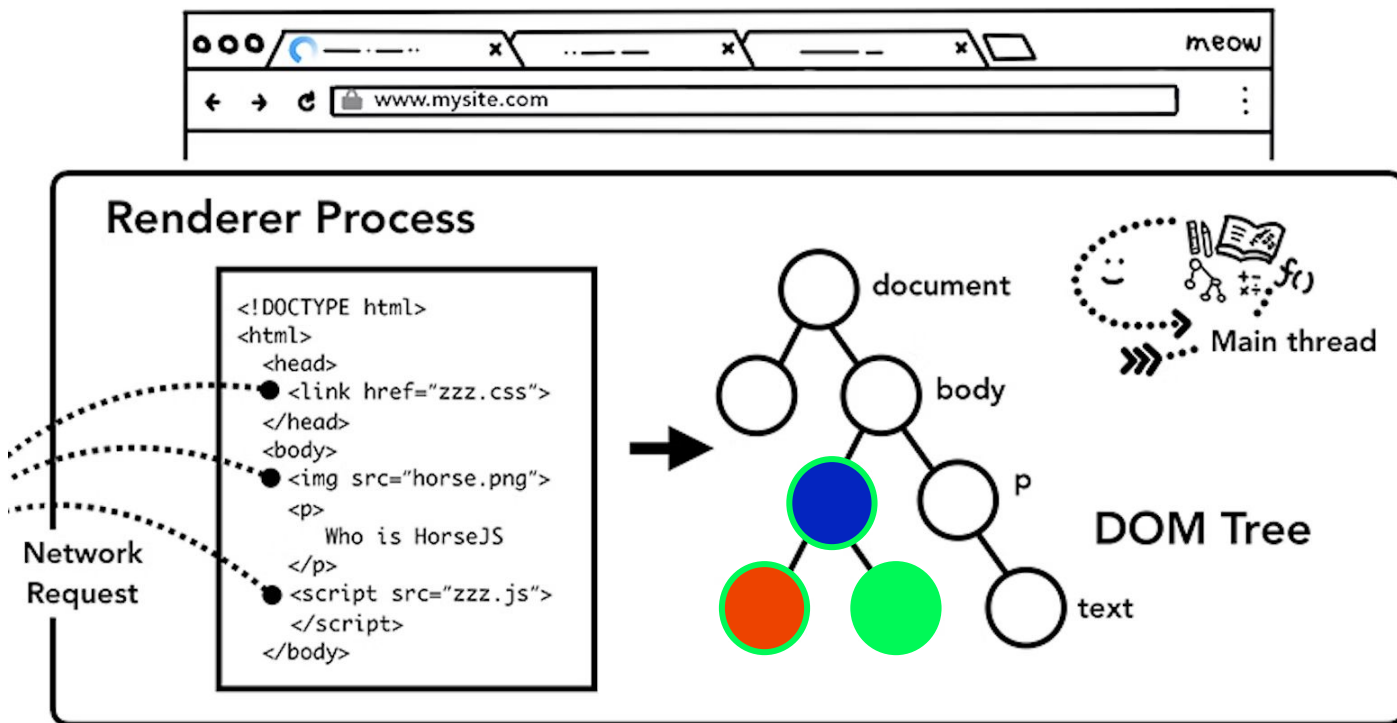 meow
www.mysite.com
Renderer Process
<!DOCTYPE html>
<html>
<head>
<link href="zzz.css">
</head>
<body>
<img src="horse.png">
<p>
Who is HorseJS
</p>
<script src="zzz.js">
</script>
</body>
Network
Request
document
body
p
text
DOM Tree
+-
×÷
f()
Main thread